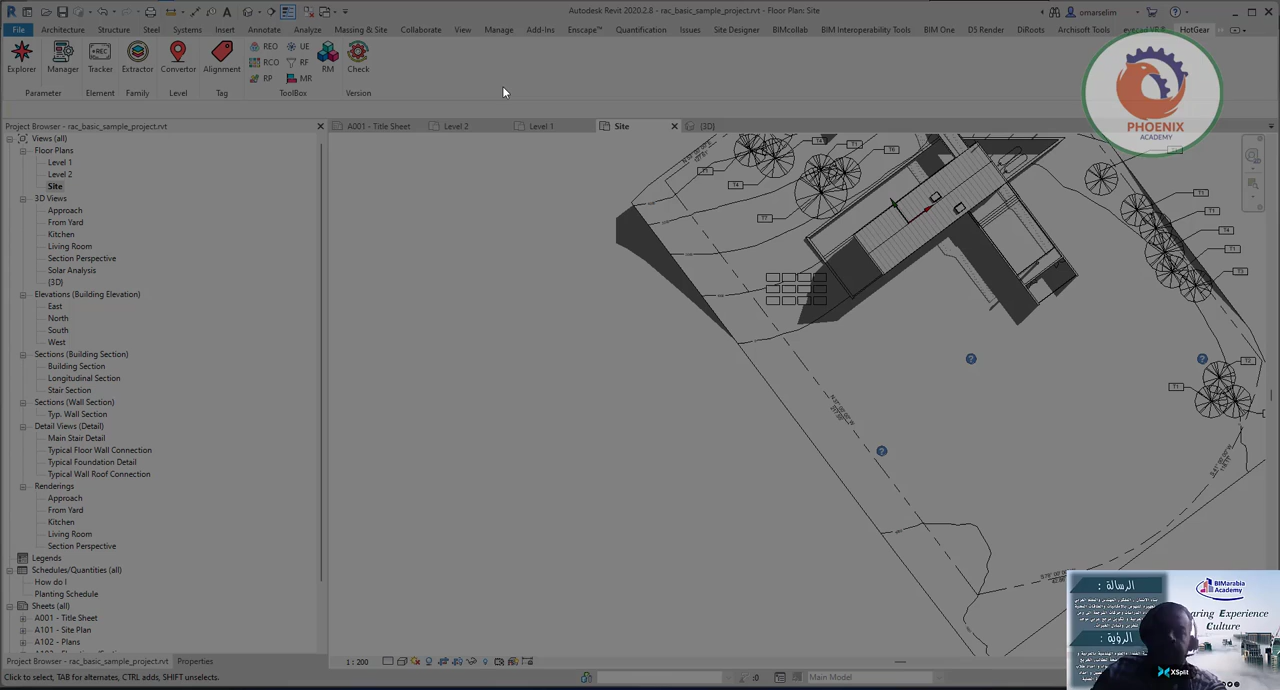 Autodesk Revit 2020.2.8 - rac_basic_sample_project.rvt - Floor Plan: Site
omarselim
File Architecture Structure Steel Systems Insert Annotate Analyze Massing & Site Collaborate View Manage Add-Ins Enscape™ Quantification Issues Site Designer BIMcollab BIM Interoperability Tools BIM One D5 Render DiRoots Archisoft Tools HotGear
REO UE
RCO RF
RP MR
Explorer Manager Tracker Extractor Convertor Alignment RM Check
Parameter Element Family Level Tag ToolBox Version
PHOENIX
ACADEMY
Project Browser - rac_basic_sample_project.rvt
A001 - Title Sheet Level 2 Level 1 Site {3D}
Views (all)
Floor Plans
Level 1
Level 2
Site
3D Views
Approach
From Yard
Kitchen
Living Room
Section Perspective
Solar Analysis
{3D}
Elevations (Building Elevation)
East
North
South
West
Sections (Building Section)
Building Section
Longitudinal Section
Stair Section
Sections (Wall Section)
Typ. Wall Section
Detail Views (Detail)
Main Stair Detail
Typical Floor Wall Connection
Typical Foundation Detail
Typical Wall Roof Connection
Renderings
Approach
From Yard
Kitchen
Living Room
Section Perspective
Legends
Schedules/Quantities (all)
How do I
Planting Schedule
Sheets (all)
A001 - Title Sheet
A101 - Site Plan
A102 - Plans
Project Browser - rac_basic_sample_project.rvt Properties
1 : 200
Click to select, TAB for alternates, CTRL adds, SHIFT unselects.
:0
Main Model
الرسالة :
الرؤية :
BIMarabia
Academy
aring Experience
Culture
XSplit